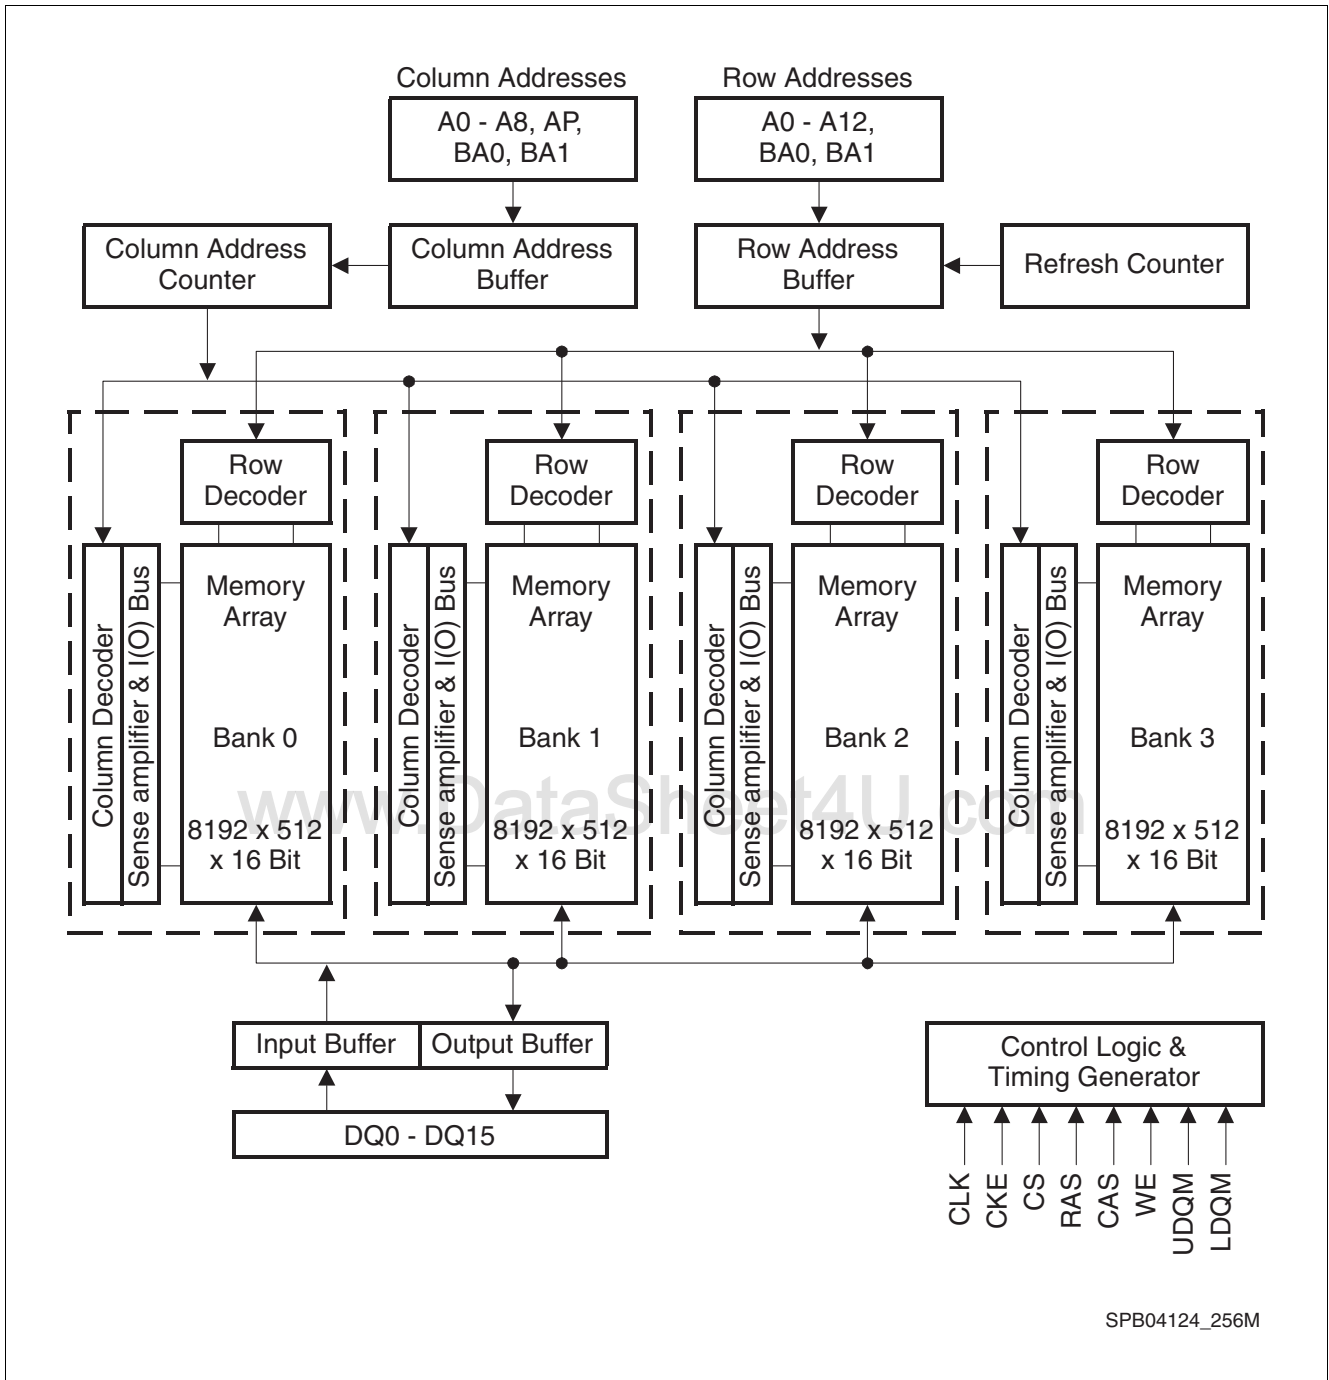 Column Addresses
Row Addresses
A0 - A8, AP,
BA0, BA1
A0 - A12,
BA0, BA1
Column Address
Counter
Column Address
Buffer
Row Address
Buffer
Refresh Counter
Row
Decoder
Row
Decoder
Row
Decoder
Row
Decoder
Column Decoder
Sense amplifier & I(O) Bus
Memory
Array
Bank 0
8192 x 512
x 16 Bit
Column Decoder
Sense amplifier & I(O) Bus
Memory
Array
Bank 1
8192 x 512
x 16 Bit
Column Decoder
Sense amplifier & I(O) Bus
Memory
Array
Bank 2
8192 x 512
x 16 Bit
Column Decoder
Sense amplifier & I(O) Bus
Memory
Array
Bank 3
8192 x 512
x 16 Bit
www.DataSheet4U.com
Input Buffer
Output Buffer
DQ0 - DQ15
Control Logic &
Timing Generator
CLK
CKE
CS
RAS
CAS
WE
UDQM
LDQM
SPB04124_256M